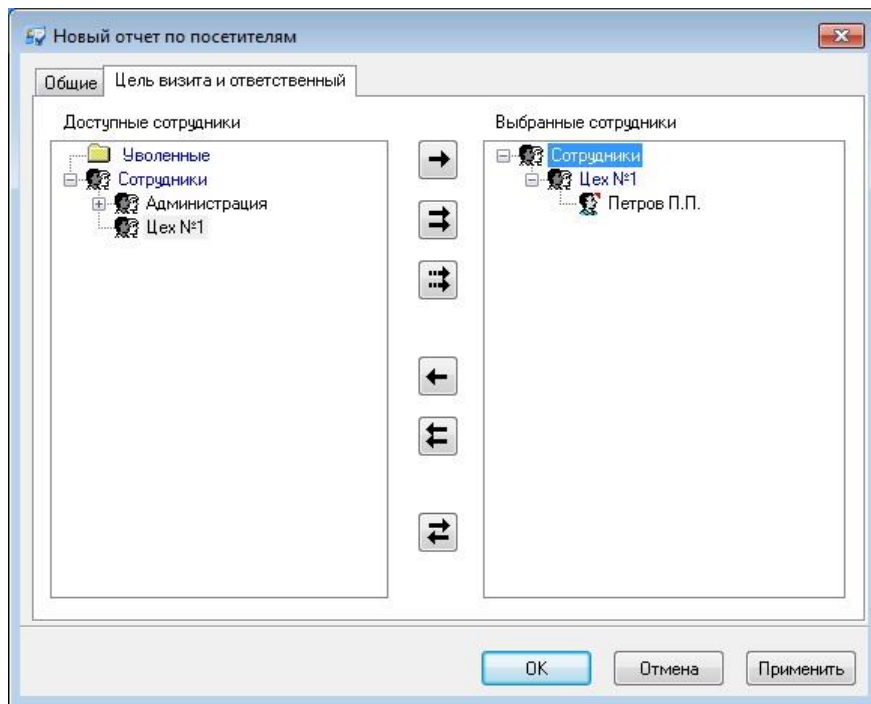 Новый отчет по посетителям
Общие
Цель визита и ответственный
Доступные сотрудники
Уволенные
Сотрудники
Администрация
Цех №1
Выбранные сотрудники
Сотрудники
Цех №1
Петров П.П.
OK
Отмена
Применить